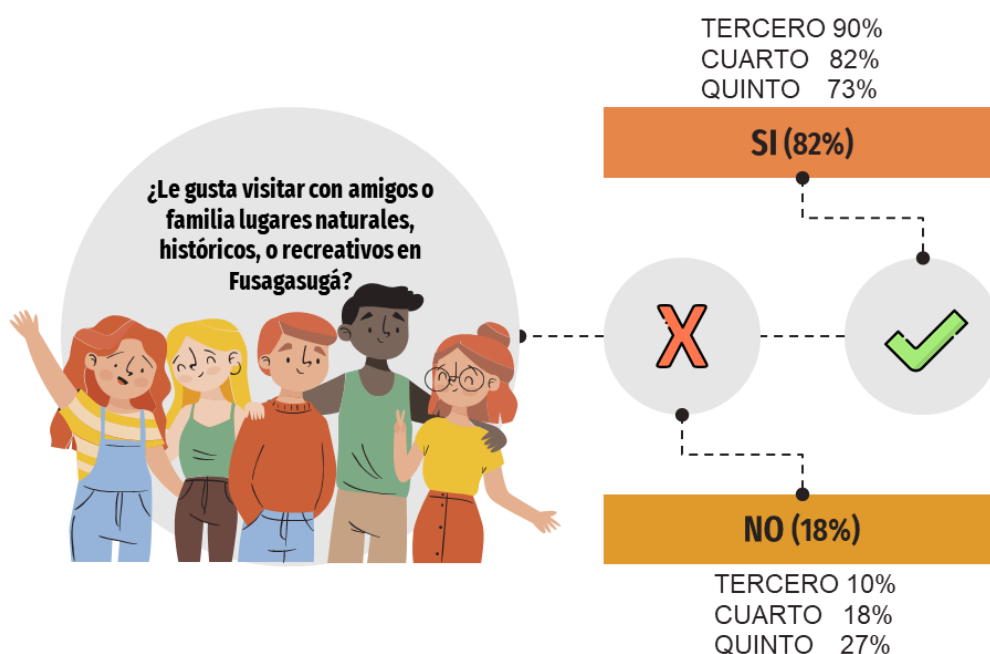 ¿Le gusta visitar con amigos o
familia lugares naturales,
históricos, o recreativos en
Fusagasugá?
TERCERO 90%
CUARTO 82%
QUINTO 73%
SI (82%)
X
NO (18%)
TERCERO 10%
CUARTO 18%
QUINTO 27%